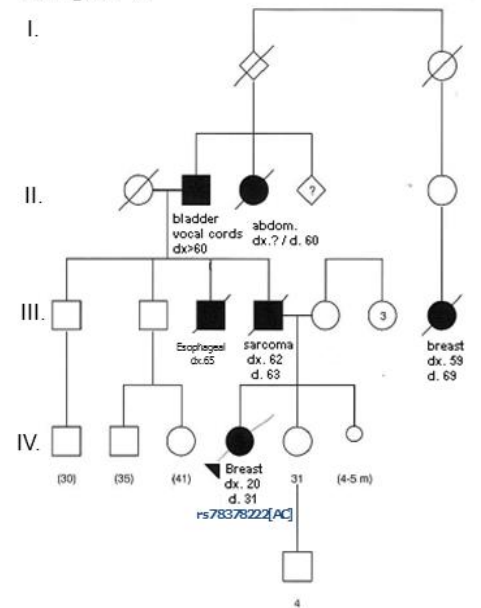 I.
II.
?
bladder
vocal cords
dx>60
abdom.
dx.? / d. 60
III.
3
Esophageal
dx.65
sarcoma
dx. 62
d. 63
breast
dx. 59
d. 69
IV.
(30)
(35)
(41)
Breast
dx. 20
d. 31
rs78378222[AC]
31
(4-5 m)
4